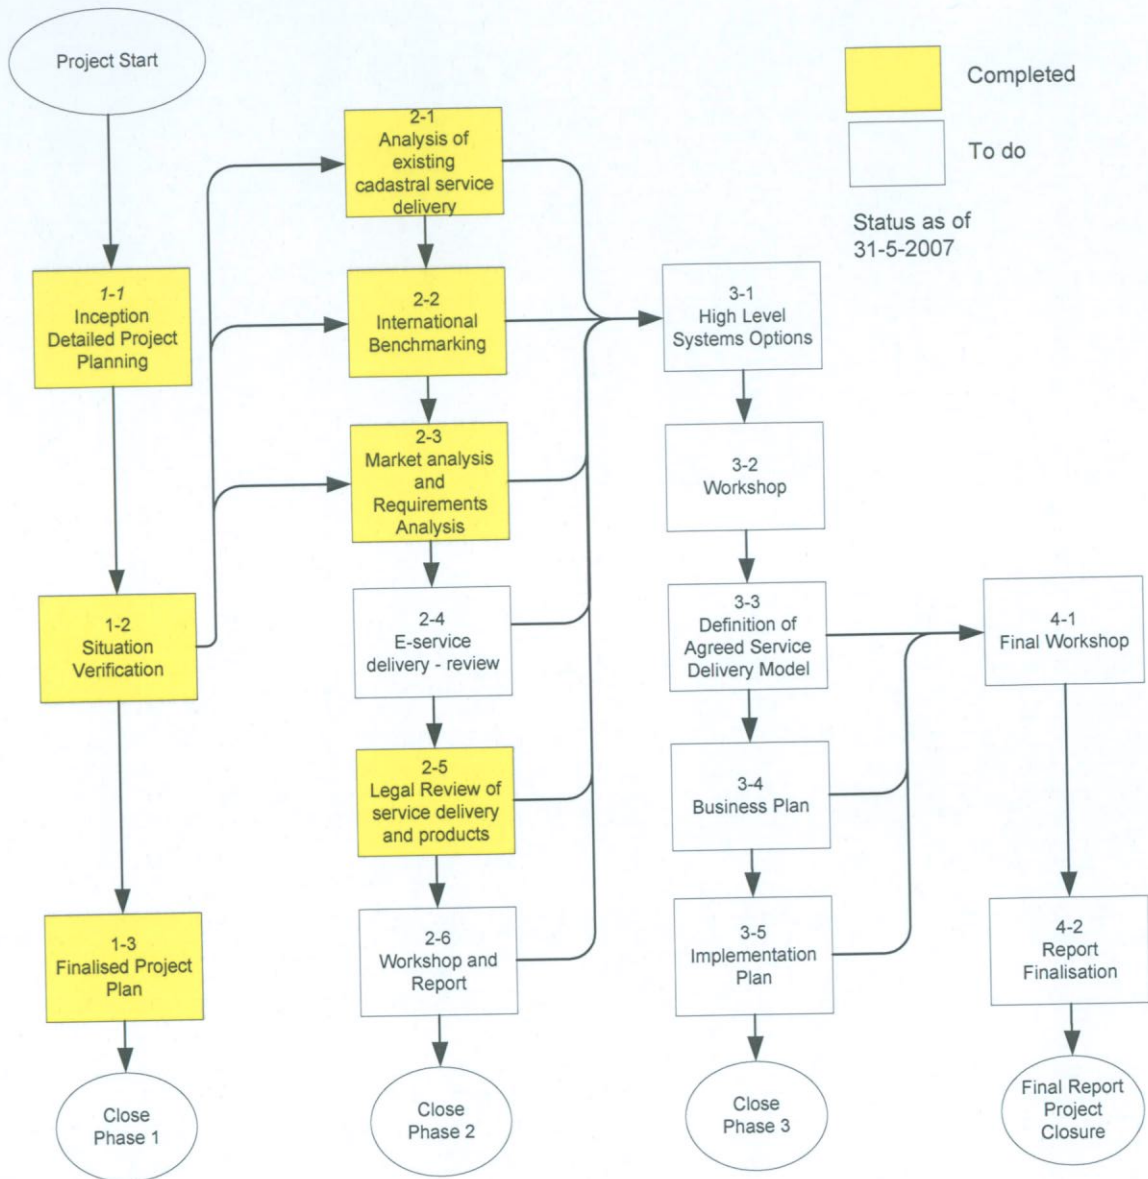 Project Start
Completed
To do
Status as of
31-5-2007
1-1
Inception
Detailed Project
Planning
1-2
Situation
Verification
1-3
Finalised Project
Plan
Close
Phase 1
2-1
Analysis of
existing
cadastral service
delivery
2-2
International
Benchmarking
2-3
Market analysis
and
Requirements
Analysis
2-4
E-service
delivery - review
2-5
Legal Review of
service delivery
and products
2-6
Workshop and
Report
Close
Phase 2
3-1
High Level
Systems Options
3-2
Workshop
3-3
Definition of
Agreed Service
Delivery Model
3-4
Business Plan
3-5
Implementation
Plan
Close
Phase 3
4-1
Final Workshop
4-2
Report
Finalisation
Final Report
Project
Closure